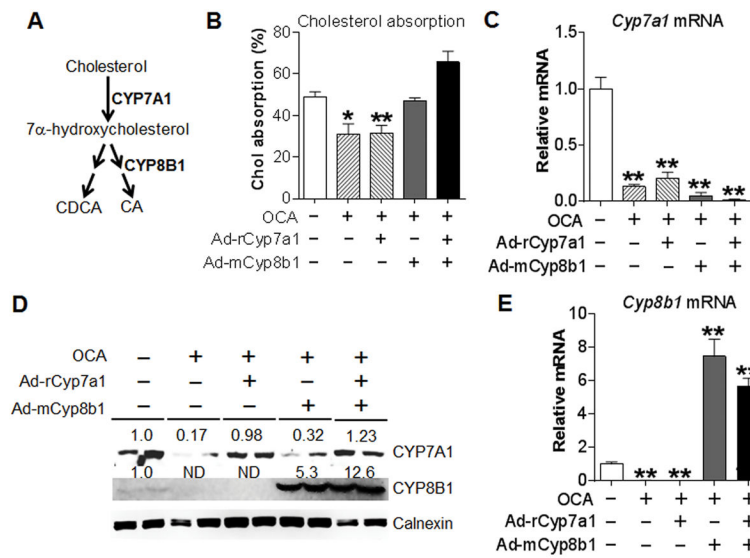 A
Cholesterol
CYP7A1
7α-hydroxycholesterol
CYP8B1
CDCA CA
B
Cholesterol absorption
Chol absorption (%)
80
60
40
20
0
* **
OCA – + + + +
Ad-rCyp7a1 – – + – +
Ad-mCyp8b1 – – – + +
C
Cyp7a1 mRNA
Relative mRNA
1.5
1.0
0.5
0.0
** ** ** **
OCA – + + + +
Ad-rCyp7a1 – – + – +
Ad-mCyp8b1 – – – + +
D
OCA – + + + +
Ad-rCyp7a1 – – + – +
Ad-mCyp8b1 – – – + +
1.0 0.17 0.98 0.32 1.23
CYP7A1
1.0 ND ND 5.3 12.6
CYP8B1
Calnexin
E
Cyp8b1 mRNA
Relative mRNA
10
8
6
4
2
0
** ** ** **
OCA – + + + +
Ad-rCyp7a1 – – + – +
Ad-mCyp8b1 – – – + +